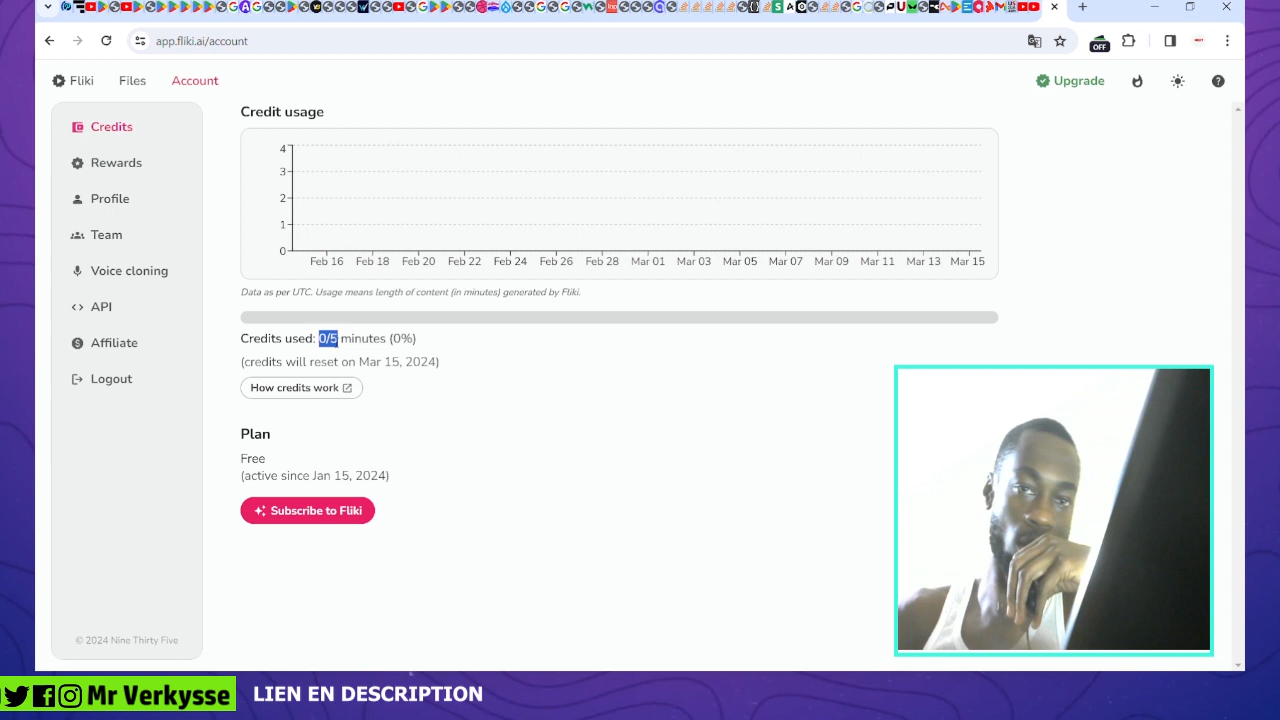 app.fliki.ai/account
OFF
Fliki
Files
Account
Upgrade
Credits
Rewards
Profile
Team
Voice cloning
API
Affiliate
Logout
© 2024 Nine Thirty Five
Credit usage
4
3
2
1
0
Feb 16 Feb 18 Feb 20 Feb 22 Feb 24 Feb 26 Feb 28 Mar 01 Mar 03 Mar 05 Mar 07 Mar 09 Mar 11 Mar 13 Mar 15
Data as per UTC. Usage means length of content (in minutes) generated by Fliki.
Credits used: 0/5 minutes (0%)
(credits will reset on Mar 15, 2024)
How credits work
Plan
Free
(active since Jan 15, 2024)
Subscribe to Fliki
Mr Verkysse
LIEN EN DESCRIPTION